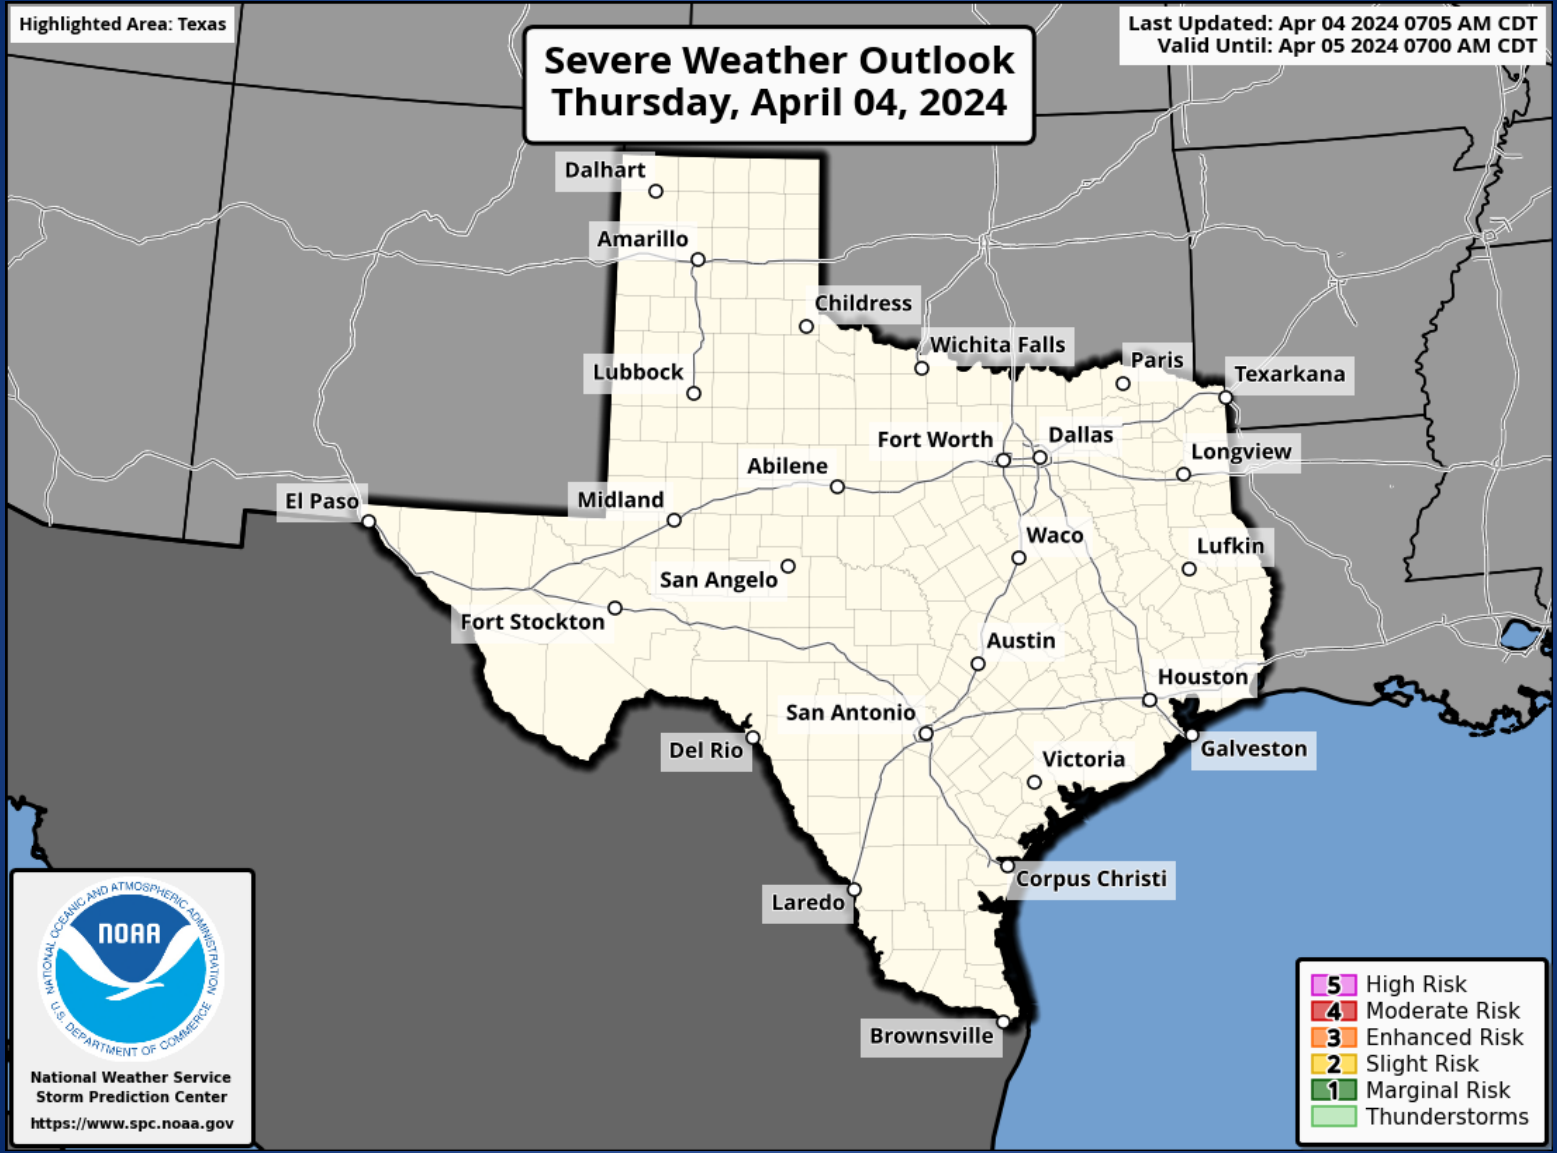 Highlighted Area: Texas
Severe Weather Outlook
Thursday, April 04, 2024
Last Updated: Apr 04 2024 0705 AM CDT
Valid Until: Apr 05 2024 0700 AM CDT
Dalhart
Amarillo
Childress
Wichita Falls
Paris
Texarkana
Lubbock
Fort Worth
Dallas
Longview
Abilene
Midland
El Paso
Waco
Lufkin
San Angelo
Fort Stockton
Austin
Houston
San Antonio
Del Rio
Galveston
Victoria
Corpus Christi
Laredo
Brownsville
NATIONAL OCEANIC AND ATMOSPHERIC ADMINISTRATION
NOAA
U.S. DEPARTMENT OF COMMERCE
National Weather Service
Storm Prediction Center
https://www.spc.noaa.gov
5 High Risk
4 Moderate Risk
3 Enhanced Risk
2 Slight Risk
1 Marginal Risk
Thunderstorms